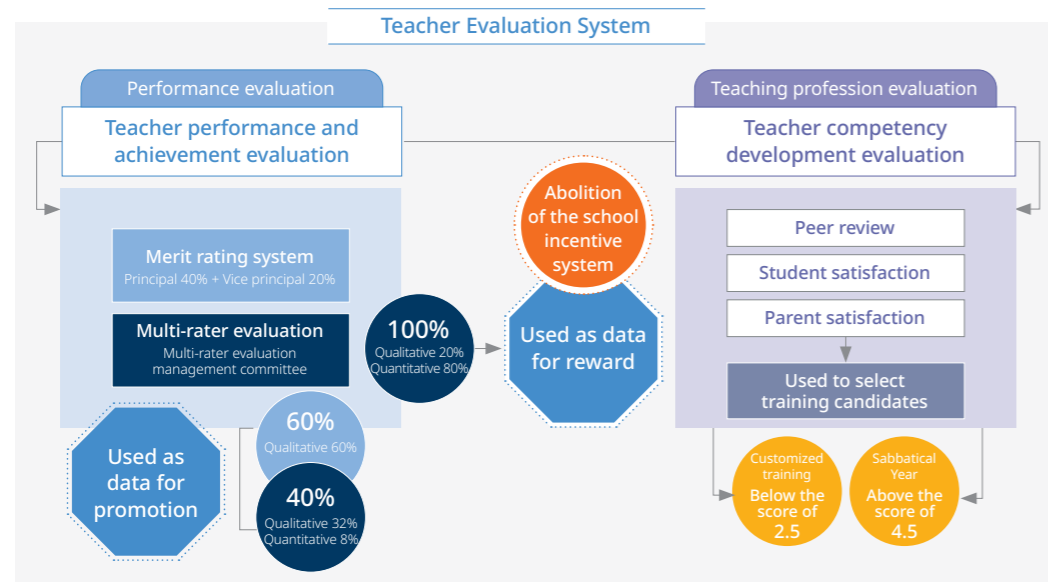 Teacher Evaluation System
Performance evaluation
Teacher performance and
achievement evaluation
Merit rating system
Principal 40% + Vice principal 20%
Multi-rater evaluation
Multi-rater evaluation
management committee
100%
Qualitative 20%
Quantitative 80%
60%
Qualitative 60%
40%
Qualitative 32%
Quantitative 8%
Used as
data for
promotion
Abolition
of the school
incentive
system
Used as data
for reward
Teaching profession evaluation
Teacher competency
development evaluation
Peer review
Student satisfaction
Parent satisfaction
Used to select
training candidates
Customized
training
Below the
score of
2.5
Sabbatical
Year
Above the
score of
4.5